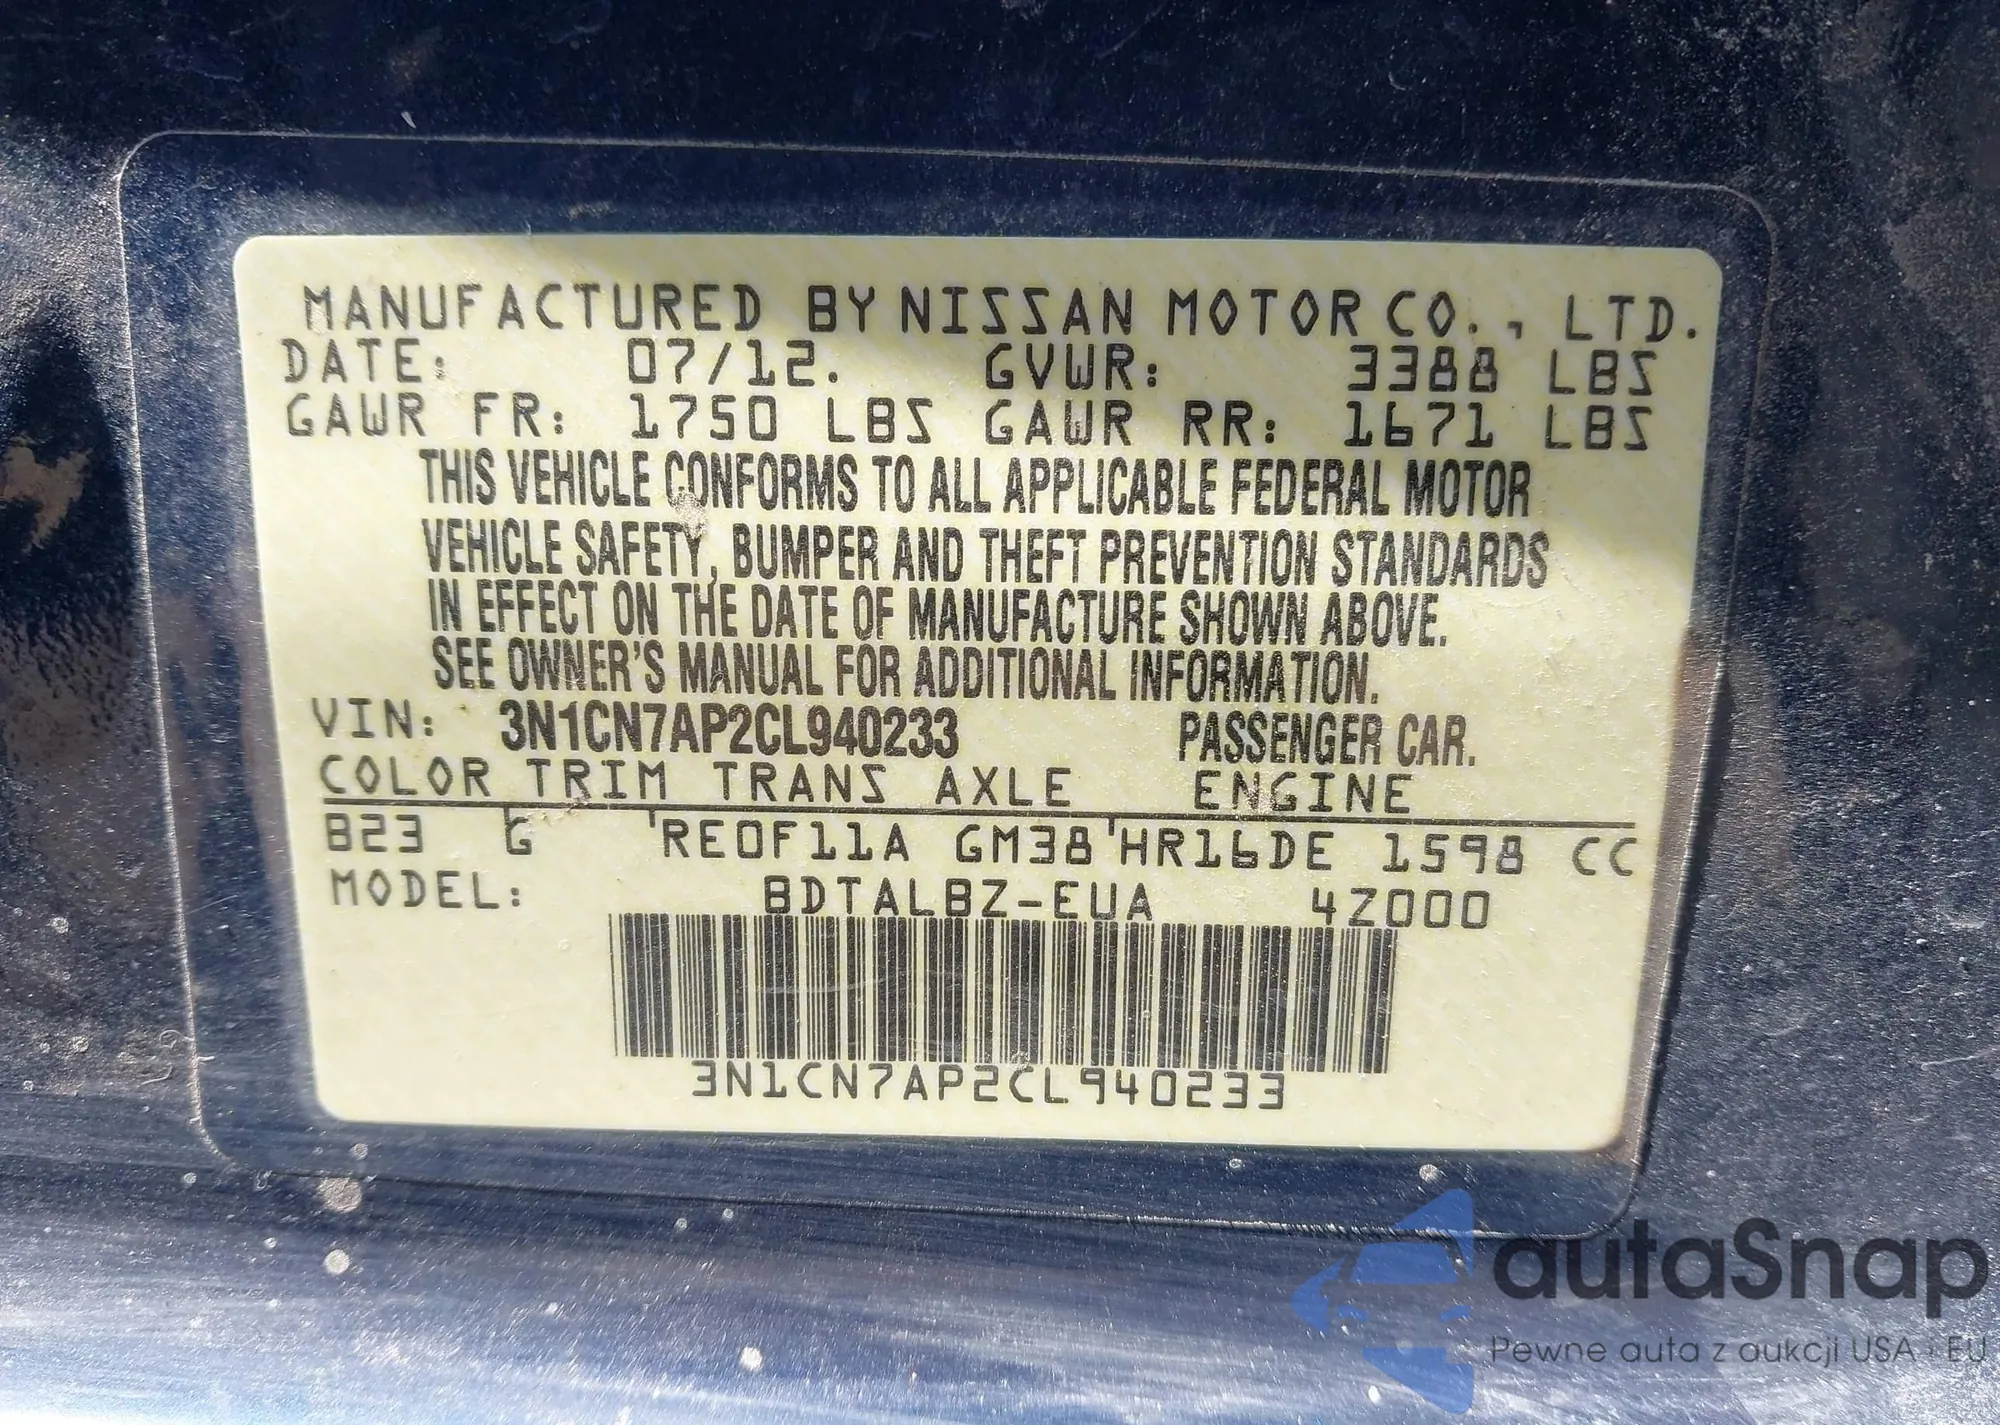 MANUFACTURED BY NISSAN MOTOR CO., LTD.
DATE: 07/12. GVWR: 3388 LBS
GAWR FR: 1750 LBS GAWR RR: 1671 LBS
THIS VEHICLE CONFORMS TO ALL APPLICABLE FEDERAL MOTOR
VEHICLE SAFETY, BUMPER AND THEFT PREVENTION STANDARDS
IN EFFECT ON THE DATE OF MANUFACTURE SHOWN ABOVE.
SEE OWNER'S MANUAL FOR ADDITIONAL INFORMATION.
VIN: 3N1CN7AP2CL940233 PASSENGER CAR.
COLOR TRIM TRANS AXLE ENGINE
B23 G RE0F11A GM38 HR16DE 1598 CC
MODEL: BDTALBZ-EUA 4Z000
3N1CN7AP2CL940233
autaSnap
Pewne auta z aukcji USA i EU